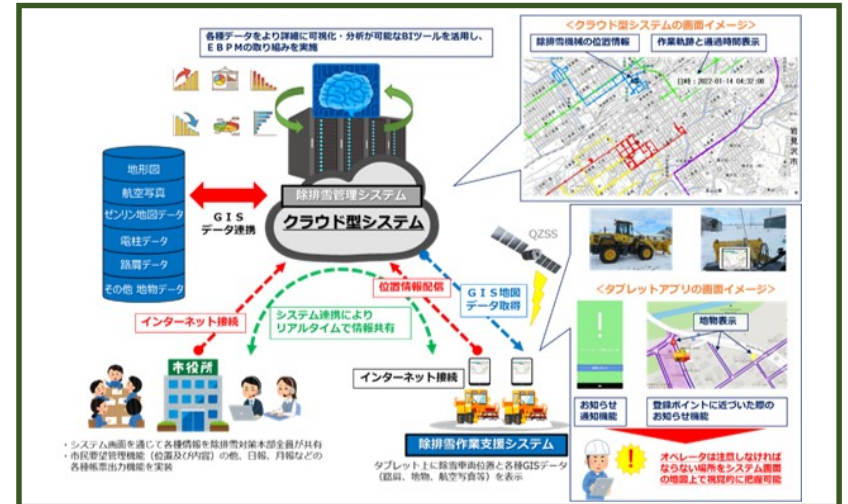 各種データをより詳細に可視化・分析が可能なBIツールを活用し、
EBPMの取り組みを実施
地形図
航空写真
ゼンリン地図データ
電柱データ
路肩データ
その他 地物データ
GIS
データ連携
除排雪管理システム
クラウド型システム
インターネット接続
システム連携により
リアルタイムで情報共有
位置情報配信
GIS地図
データ取得
QZSS
市役所
・システム画面を通じて各種情報を除排雪対策本部全員が共有
・市民要望管理機能（位置及び内容）の他、日報、月報などの
各種帳票出力機能を実装
インターネット接続
除排雪作業支援システム
タブレット上に除雪車両位置と各種GISデータ
（路肩、地物、航空写真等）を表示
＜クラウド型システムの画面イメージ＞
除排雪機械の位置情報
作業軌跡と通過時間表示
日時：2022-01-14 04:32:08
岩見沢市
＜タブレットアプリの画面イメージ＞
地物表示
お知らせ
通知機能
登録ポイントに近づいた際の
お知らせ機能
オペレータは注意しなければ
ならない場所をシステム画面
の地図上で視覚的に把握可能